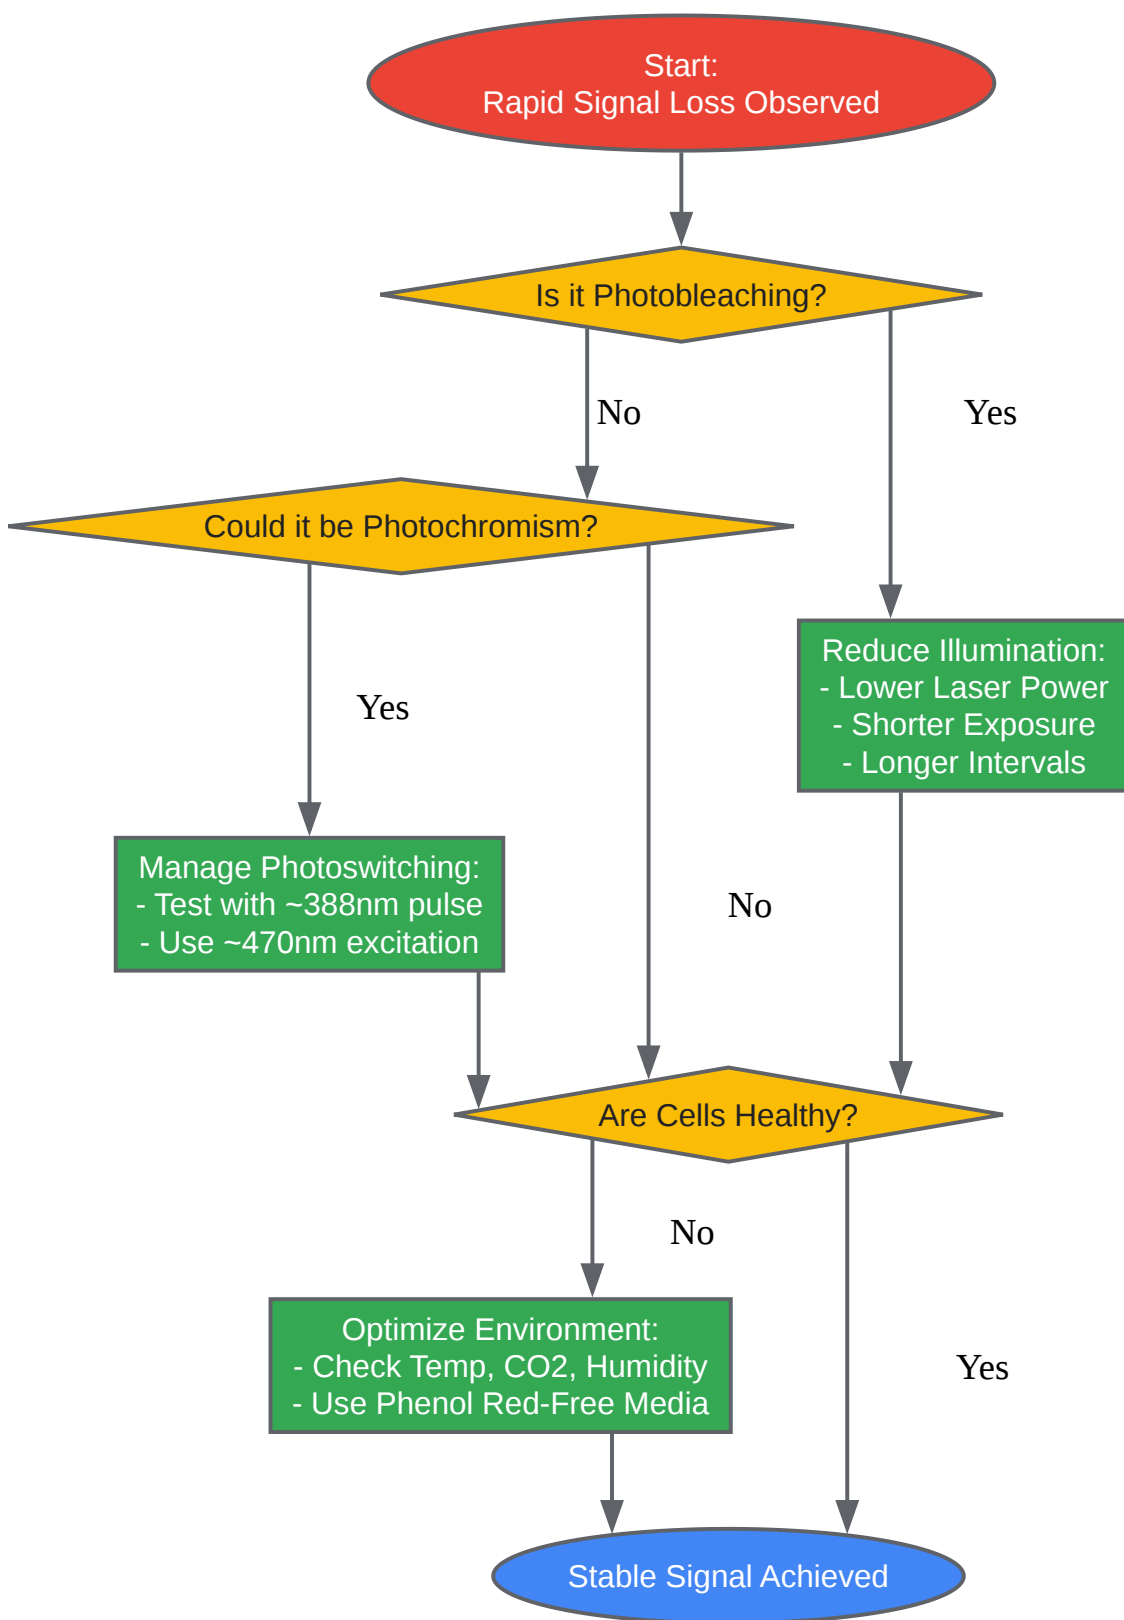 Start:
Rapid Signal Loss Observed
Is it Photobleaching?
No
Yes
Could it be Photochromism?
Reduce Illumination:
- Lower Laser Power
- Shorter Exposure
- Longer Intervals
Yes
Manage Photoswitching:
- Test with ~388nm pulse
- Use ~470nm excitation
No
Are Cells Healthy?
No
Optimize Environment:
- Check Temp, CO2, Humidity
- Use Phenol Red-Free Media
Yes
Stable Signal Achieved